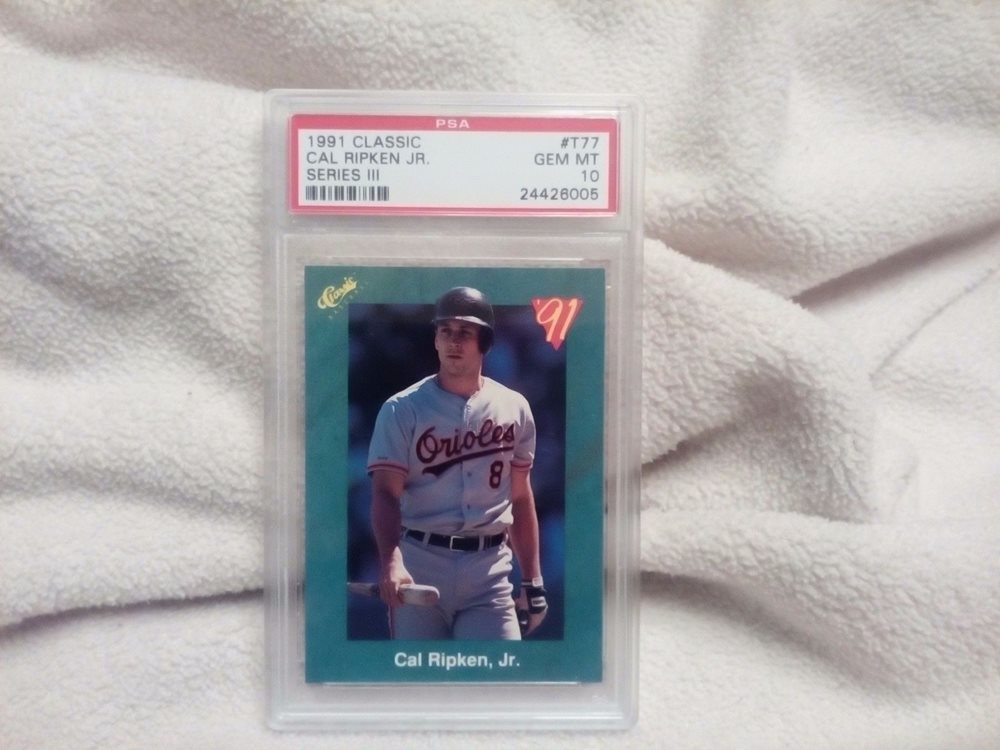 PSA
1991 CLASSIC #T77
CAL RIPKEN JR. GEM MT
SERIES III 10
24426005
Classic
'91
Orioles
8
Cal Ripken, Jr.